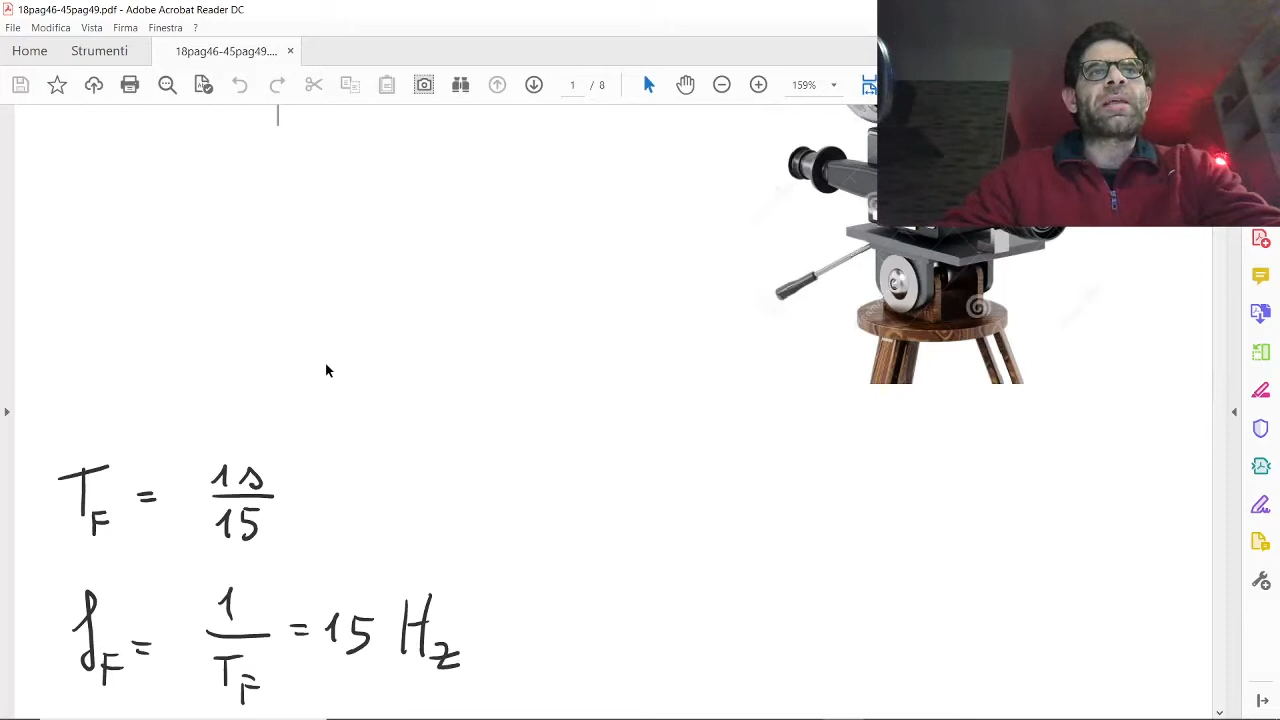 18pag46-45pag49.pdf - Adobe Acrobat Reader DC
File Modifica Vista Firma Finestra ?
Home Strumenti 18pag46-45pag49.... ×
1 / 8 159%
T_F = 1s/15
f_F = 1/T_F = 15 Hz